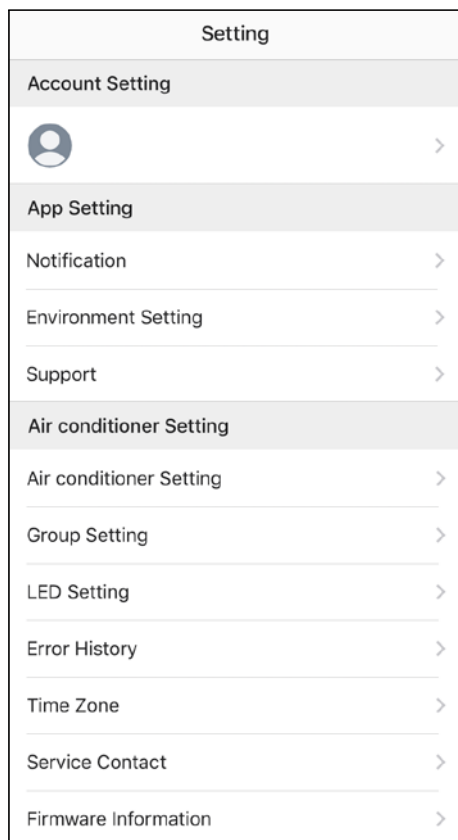 Setting
Account Setting
App Setting
Notification
Environment Setting
Support
Air conditioner Setting
Air conditioner Setting
Group Setting
LED Setting
Error History
Time Zone
Service Contact
Firmware Information